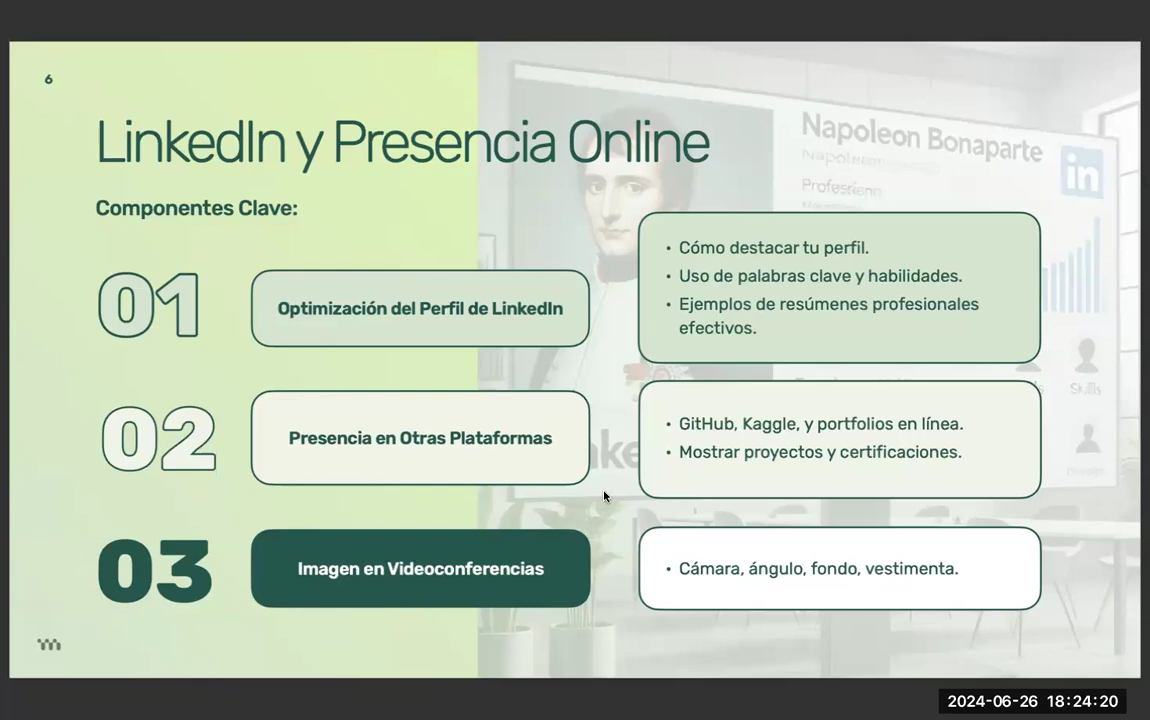 6
LinkedIn y Presencia Online
Componentes Clave:
01
Optimización del Perfil de LinkedIn
• Cómo destacar tu perfil.
• Uso de palabras clave y habilidades.
• Ejemplos de resúmenes profesionales
efectivos.
02
Presencia en Otras Plataformas
• GitHub, Kaggle, y portfolios en línea.
• Mostrar proyectos y certificaciones.
03
Imagen en Videoconferencias
• Cámara, ángulo, fondo, vestimenta.
Napoleon Bonaparte
in
2024-06-26 18:24:20